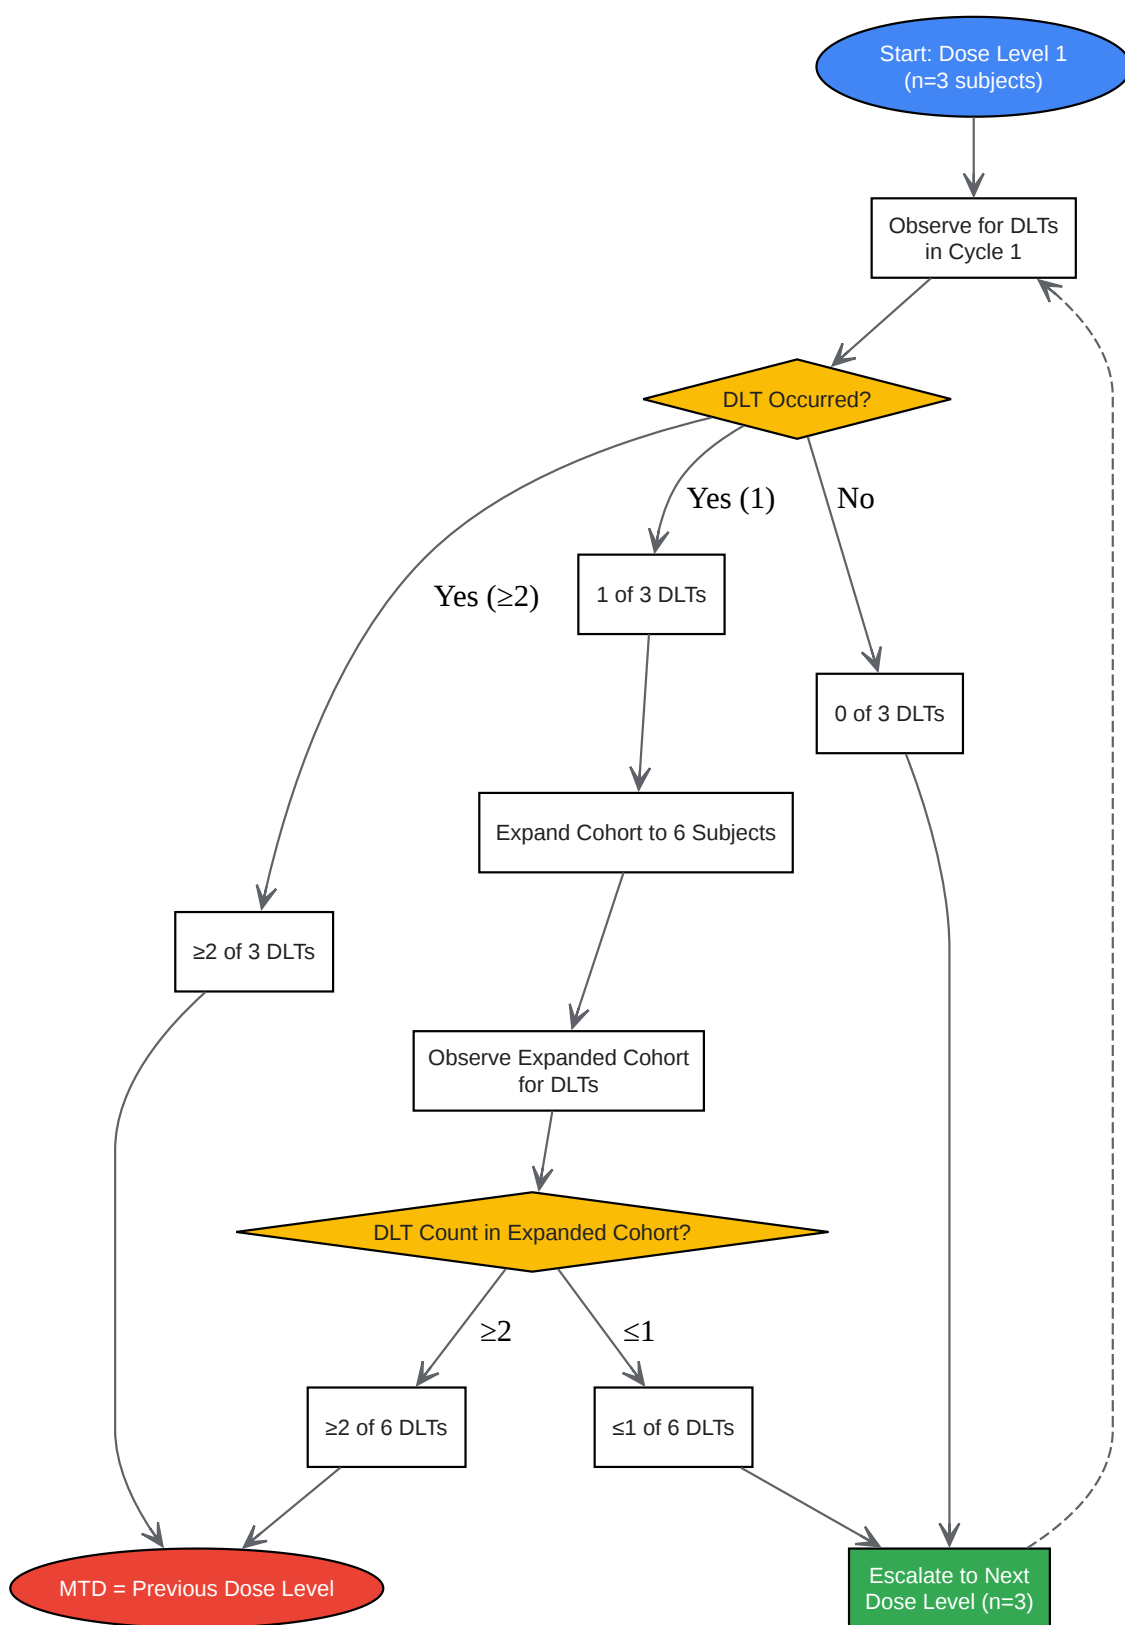 Start: Dose Level 1
(n=3 subjects)
Observe for DLTs
in Cycle 1
DLT Occurred?
Yes (1)
No
Yes (≥2)
1 of 3 DLTs
0 of 3 DLTs
Expand Cohort to 6 Subjects
≥2 of 3 DLTs
Observe Expanded Cohort
for DLTs
DLT Count in Expanded Cohort?
≥2
≤1
≥2 of 6 DLTs
≤1 of 6 DLTs
MTD = Previous Dose Level
Escalate to Next
Dose Level (n=3)